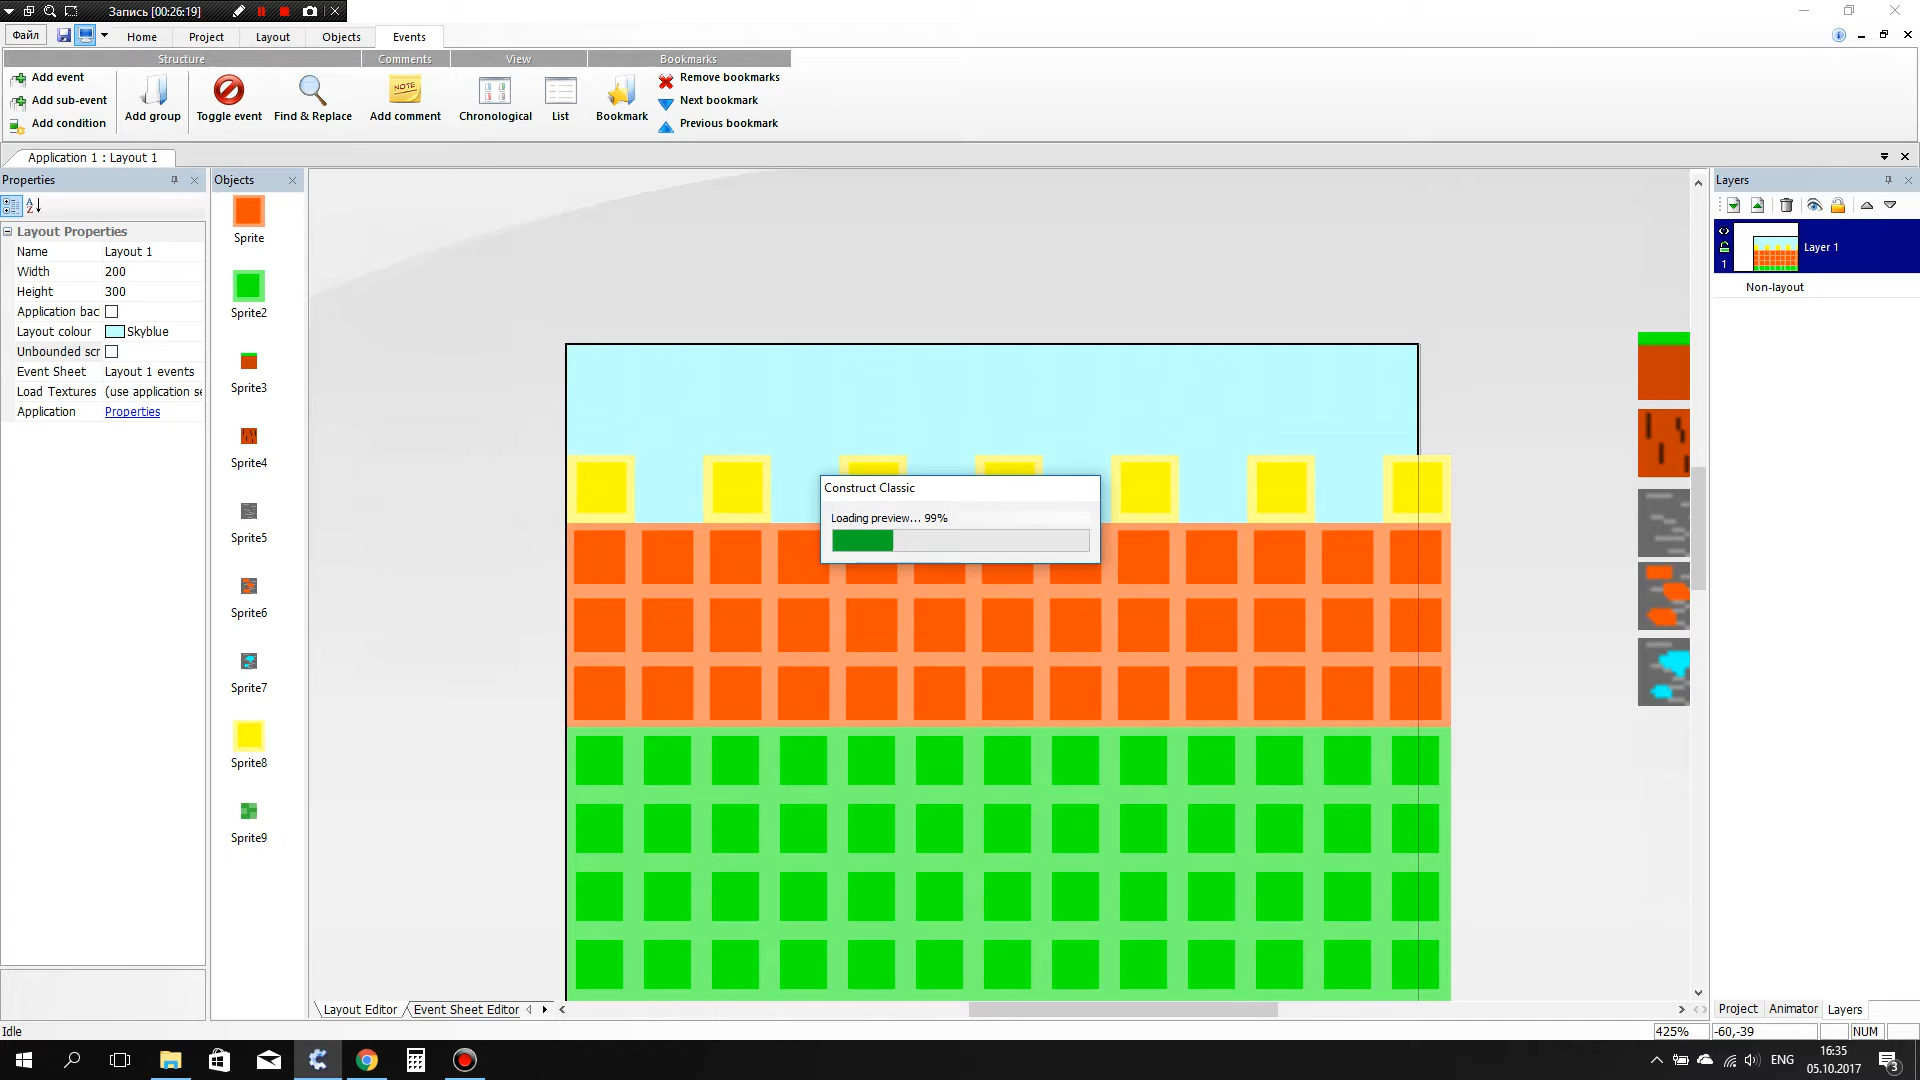 Запись [00:26:19]
Файл
Home
Project
Layout
Objects
Events
Structure
Comments
View
Bookmarks
Add event
Add sub-event
Add condition
Add group
Toggle event
Find & Replace
NOTE
Add comment
Chronological
List
Bookmark
Remove bookmarks
Next bookmark
Previous bookmark
Application 1 : Layout 1
Properties
Objects
Layers
Layout Properties
Name Layout 1
Width 200
Height 300
Application bac
Layout colour Skyblue
Unbounded scr
Event Sheet Layout 1 events
Load Textures (use application se
Application Properties
Sprite
Sprite2
Sprite3
Sprite4
Sprite5
Sprite6
Sprite7
Sprite8
Sprite9
Construct Classic
Loading preview... 99%
1
Layer 1
Non-layout
Layout Editor
Event Sheet Editor
Project
Animator
Layers
Idle
425%
-60,-39
NUM
ENG
16:35
05.10.2017
3